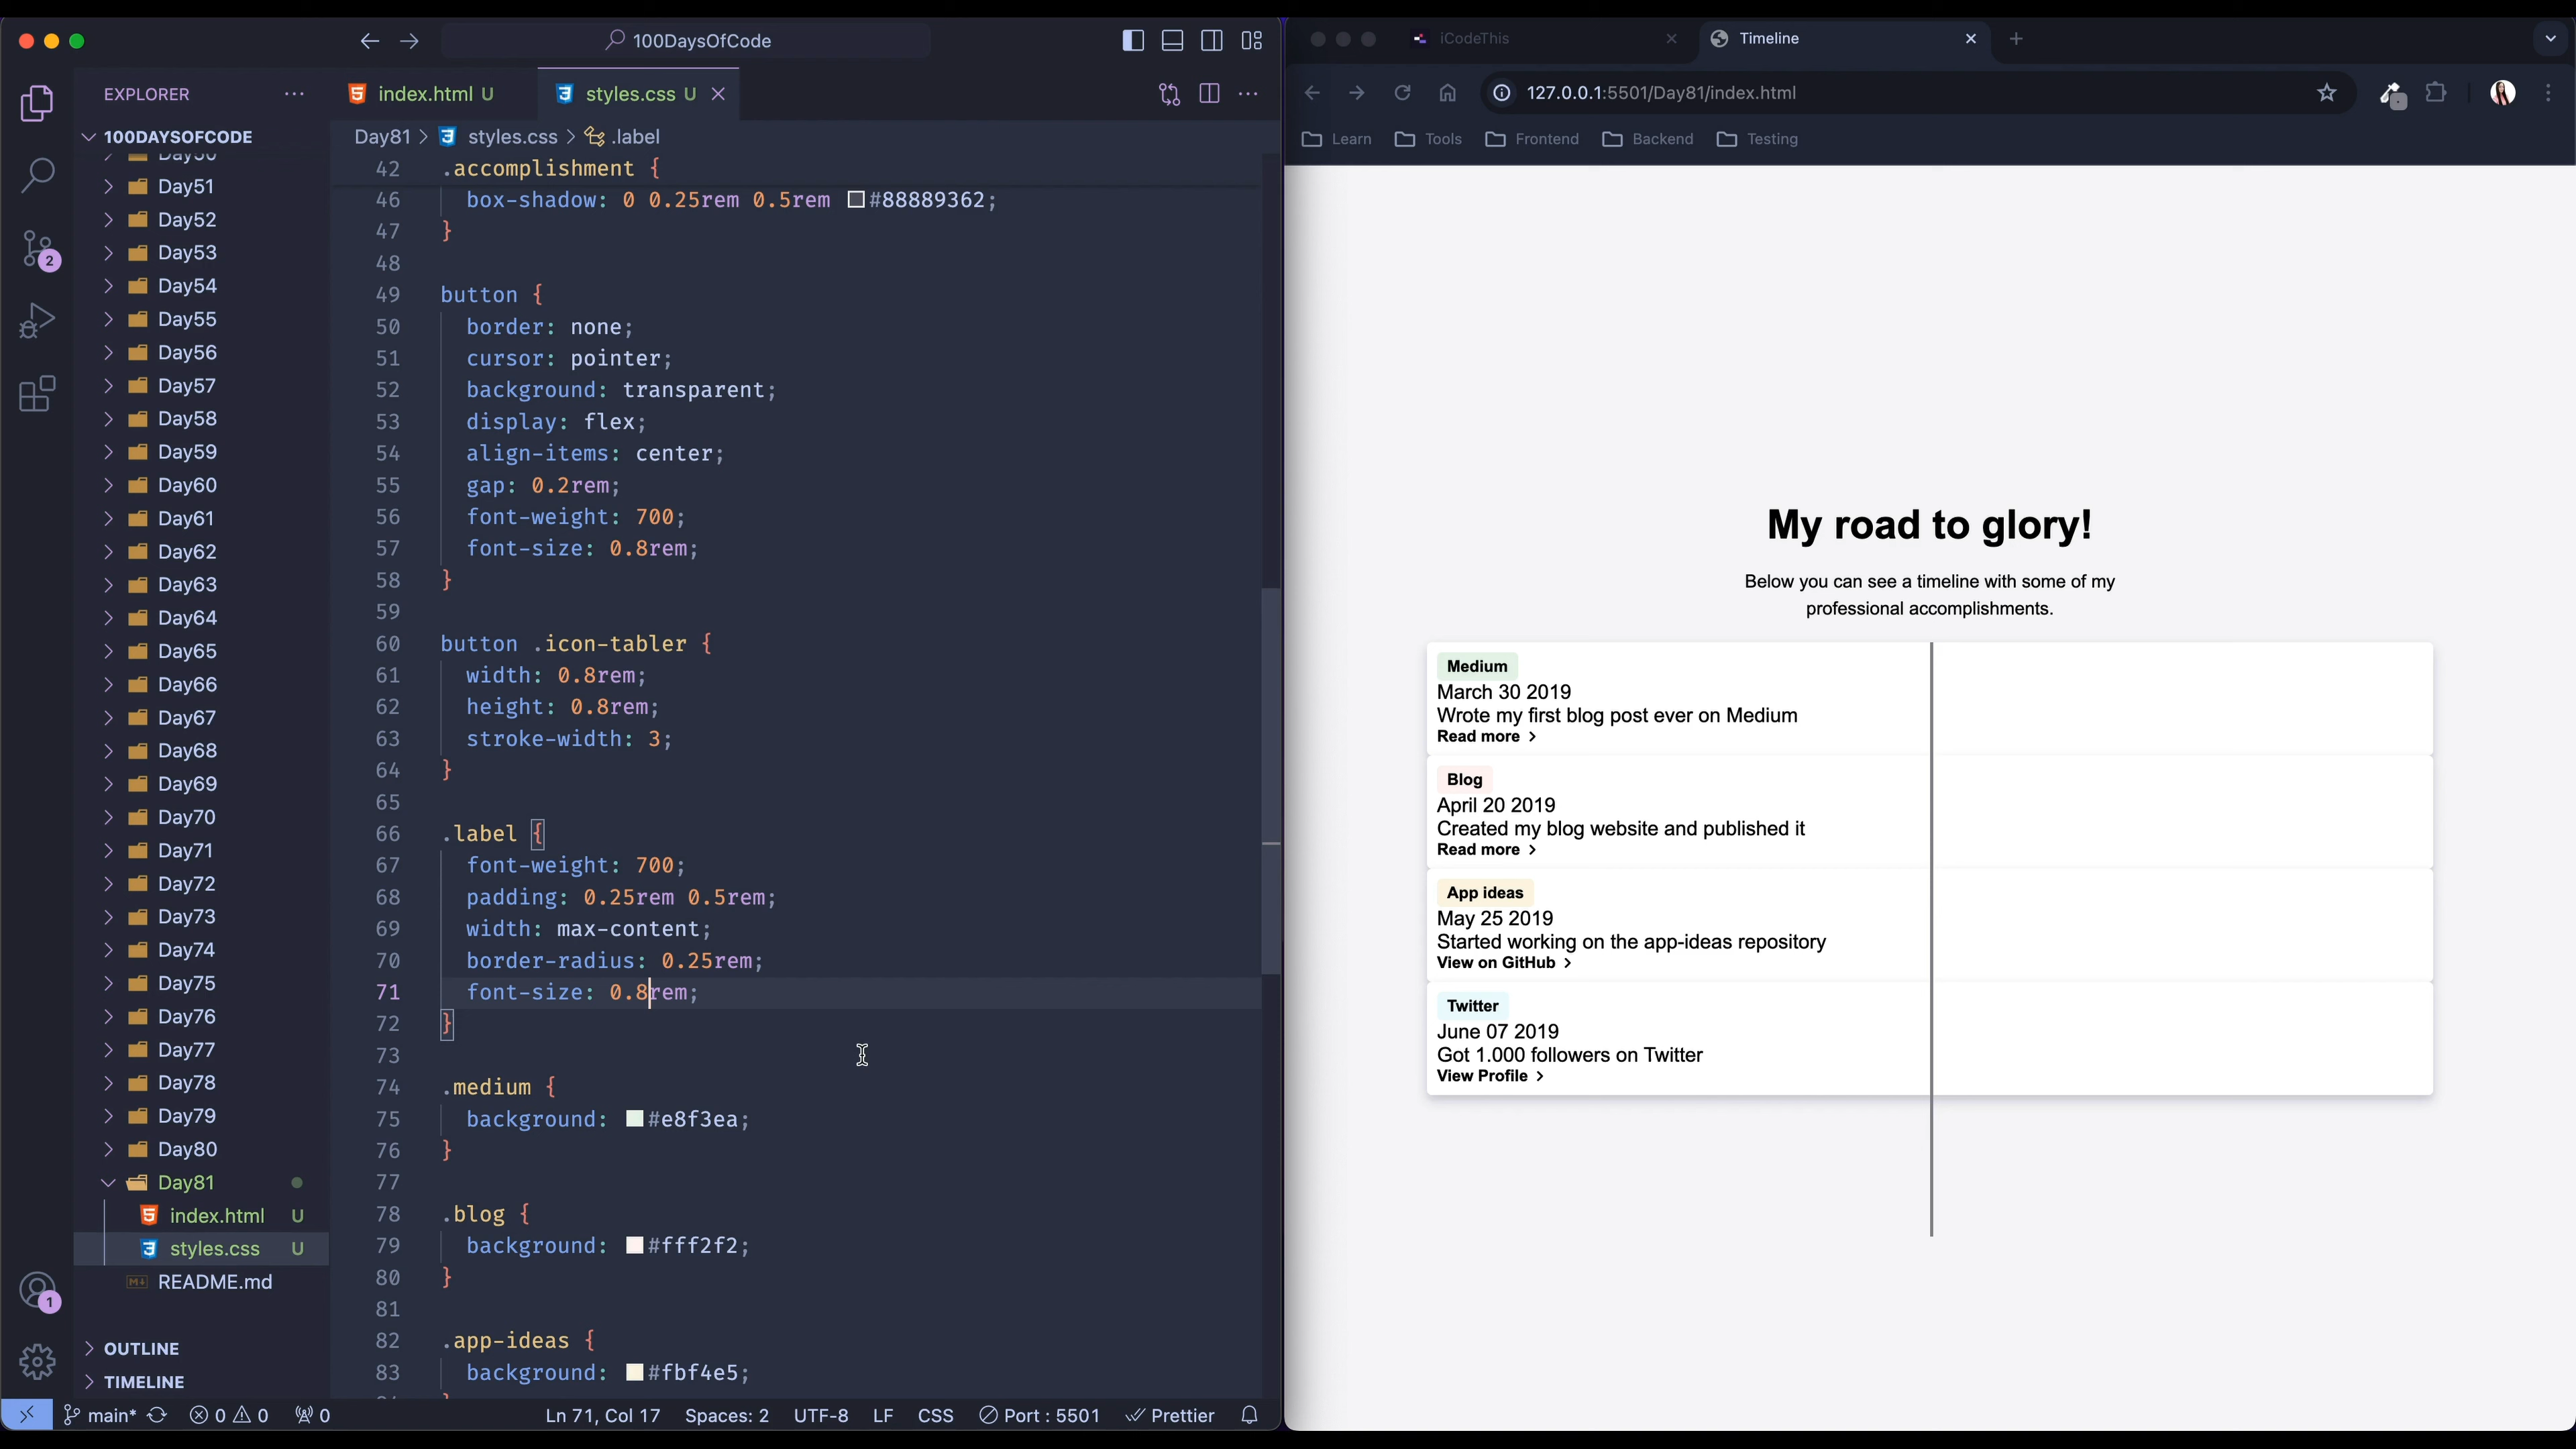 100DaysOfCode
EXPLORER
index.html U
styles.css U
100DAYSOFCODE
Day81 > styles.css > .label
Day50
Day51
Day52
Day53
Day54
Day55
Day56
Day57
Day58
Day59
Day60
Day61
Day62
Day63
Day64
Day65
Day66
Day67
Day68
Day69
Day70
Day71
Day72
Day73
Day74
Day75
Day76
Day77
Day78
Day79
Day80
Day81
index.html U
styles.css U
README.md
OUTLINE
TIMELINE
2
1
42 .accomplishment {
46 box-shadow: 0 0.25rem 0.5rem #88889362;
47 }
48
49 button {
50 border: none;
51 cursor: pointer;
52 background: transparent;
53 display: flex;
54 align-items: center;
55 gap: 0.2rem;
56 font-weight: 700;
57 font-size: 0.8rem;
58 }
59
60 button .icon-tabler {
61 width: 0.8rem;
62 height: 0.8rem;
63 stroke-width: 3;
64 }
65
66 .label {
67 font-weight: 700;
68 padding: 0.25rem 0.5rem;
69 width: max-content;
70 border-radius: 0.25rem;
71 font-size: 0.8rem;
72 }
73
74 .medium {
75 background: #e8f3ea;
76 }
77
78 .blog {
79 background: #fff2f2;
80 }
81
82 .app-ideas {
83 background: #fbf4e5;
main* 0 0 0 Ln 71, Col 17 Spaces: 2 UTF-8 LF CSS Port : 5501 Prettier
iCodeThis
Timeline
127.0.0.1:5501/Day81/index.html
Learn Tools Frontend Backend Testing
My road to glory!
Below you can see a timeline with some of my
professional accomplishments.
Medium
March 30 2019
Wrote my first blog post ever on Medium
Read more >
Blog
April 20 2019
Created my blog website and published it
Read more >
App ideas
May 25 2019
Started working on the app-ideas repository
View on GitHub >
Twitter
June 07 2019
Got 1.000 followers on Twitter
View Profile >